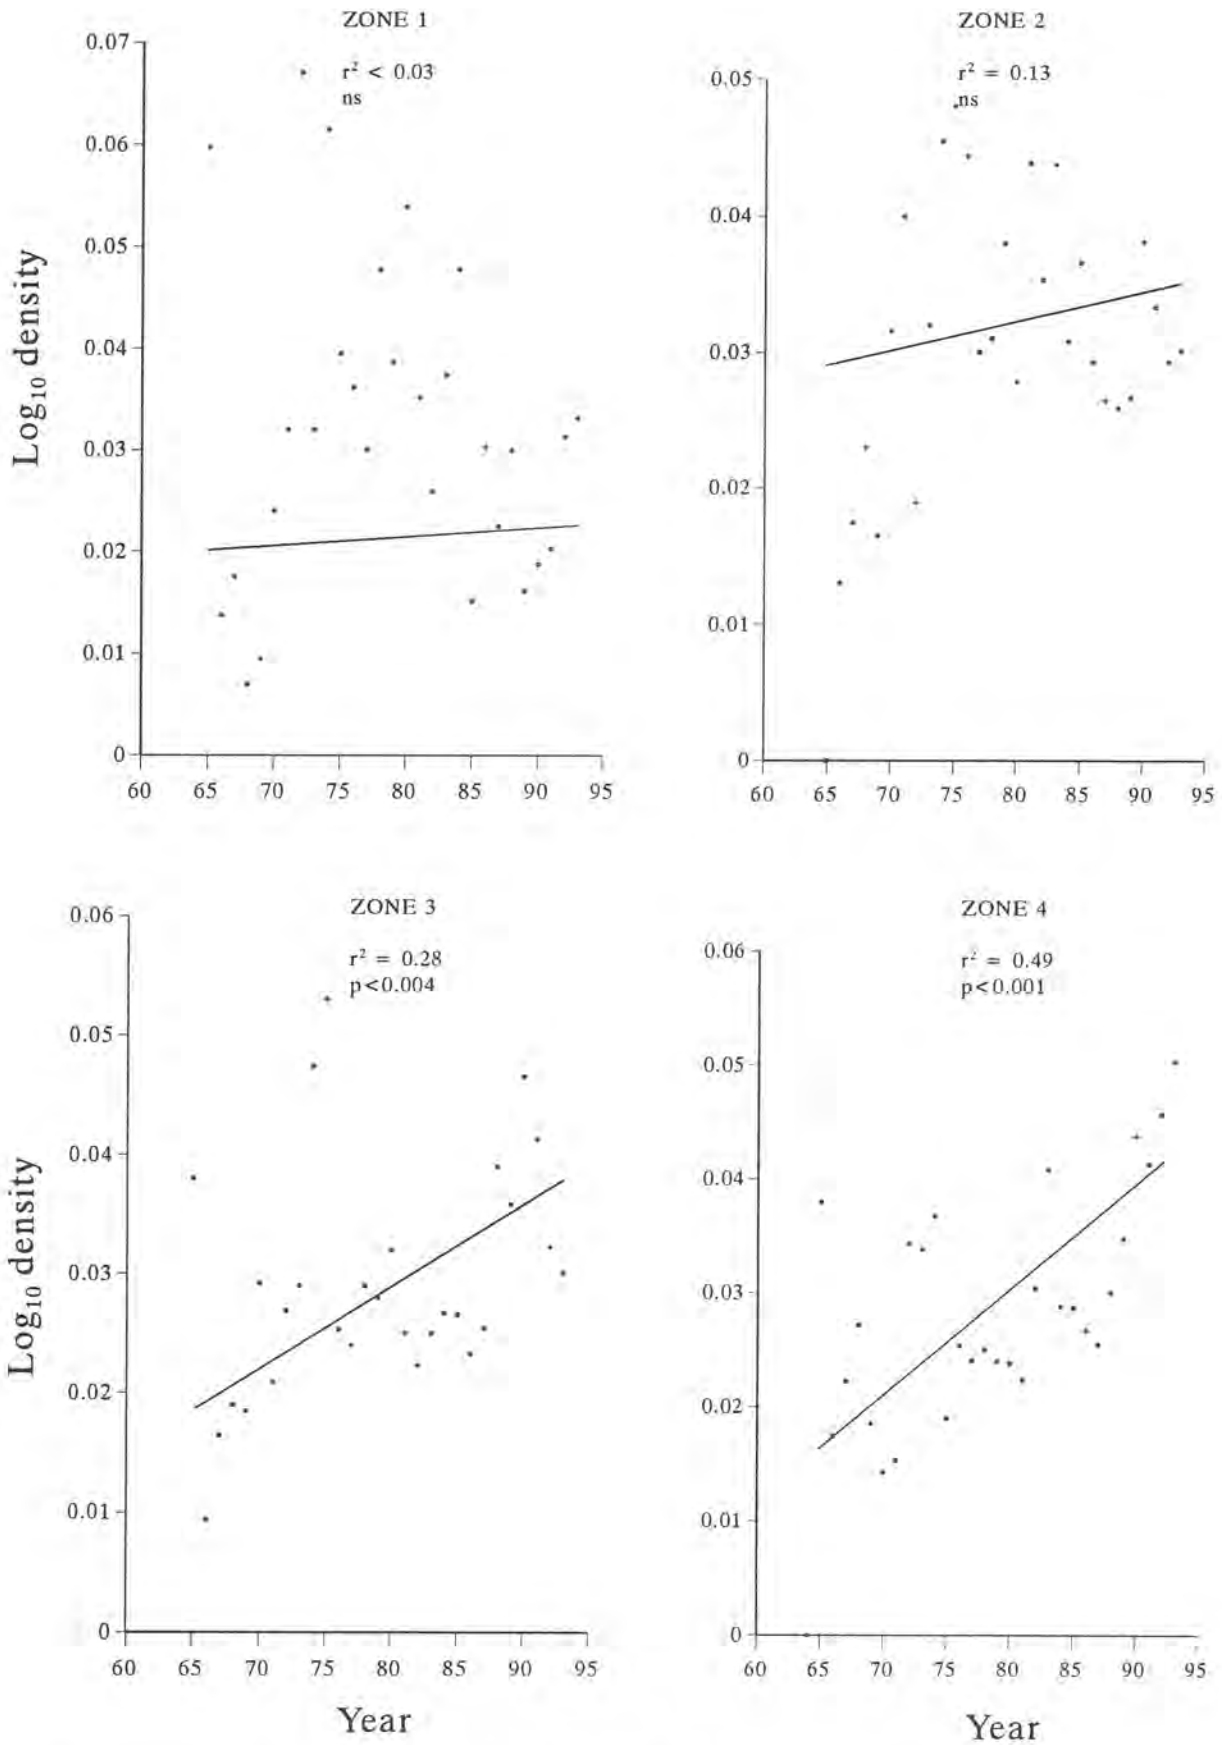 ZONE 1
r² < 0.03
ns
0.07
0.06
0.05
0.04
0.03
0.02
0.01
0
60 65 70 75 80 85 90 95
Log₁₀ density
ZONE 2
r² = 0.13
ns
0.05
0.04
0.03
0.02
0.01
0
60 65 70 75 80 85 90 95
ZONE 3
r² = 0.28
p<0.004
0.06
0.05
0.04
0.03
0.02
0.01
0
60 65 70 75 80 85 90 95
Log₁₀ density
Year
ZONE 4
r² = 0.49
p<0.001
0.06
0.05
0.04
0.03
0.02
0.01
0
60 65 70 75 80 85 90 95
Year